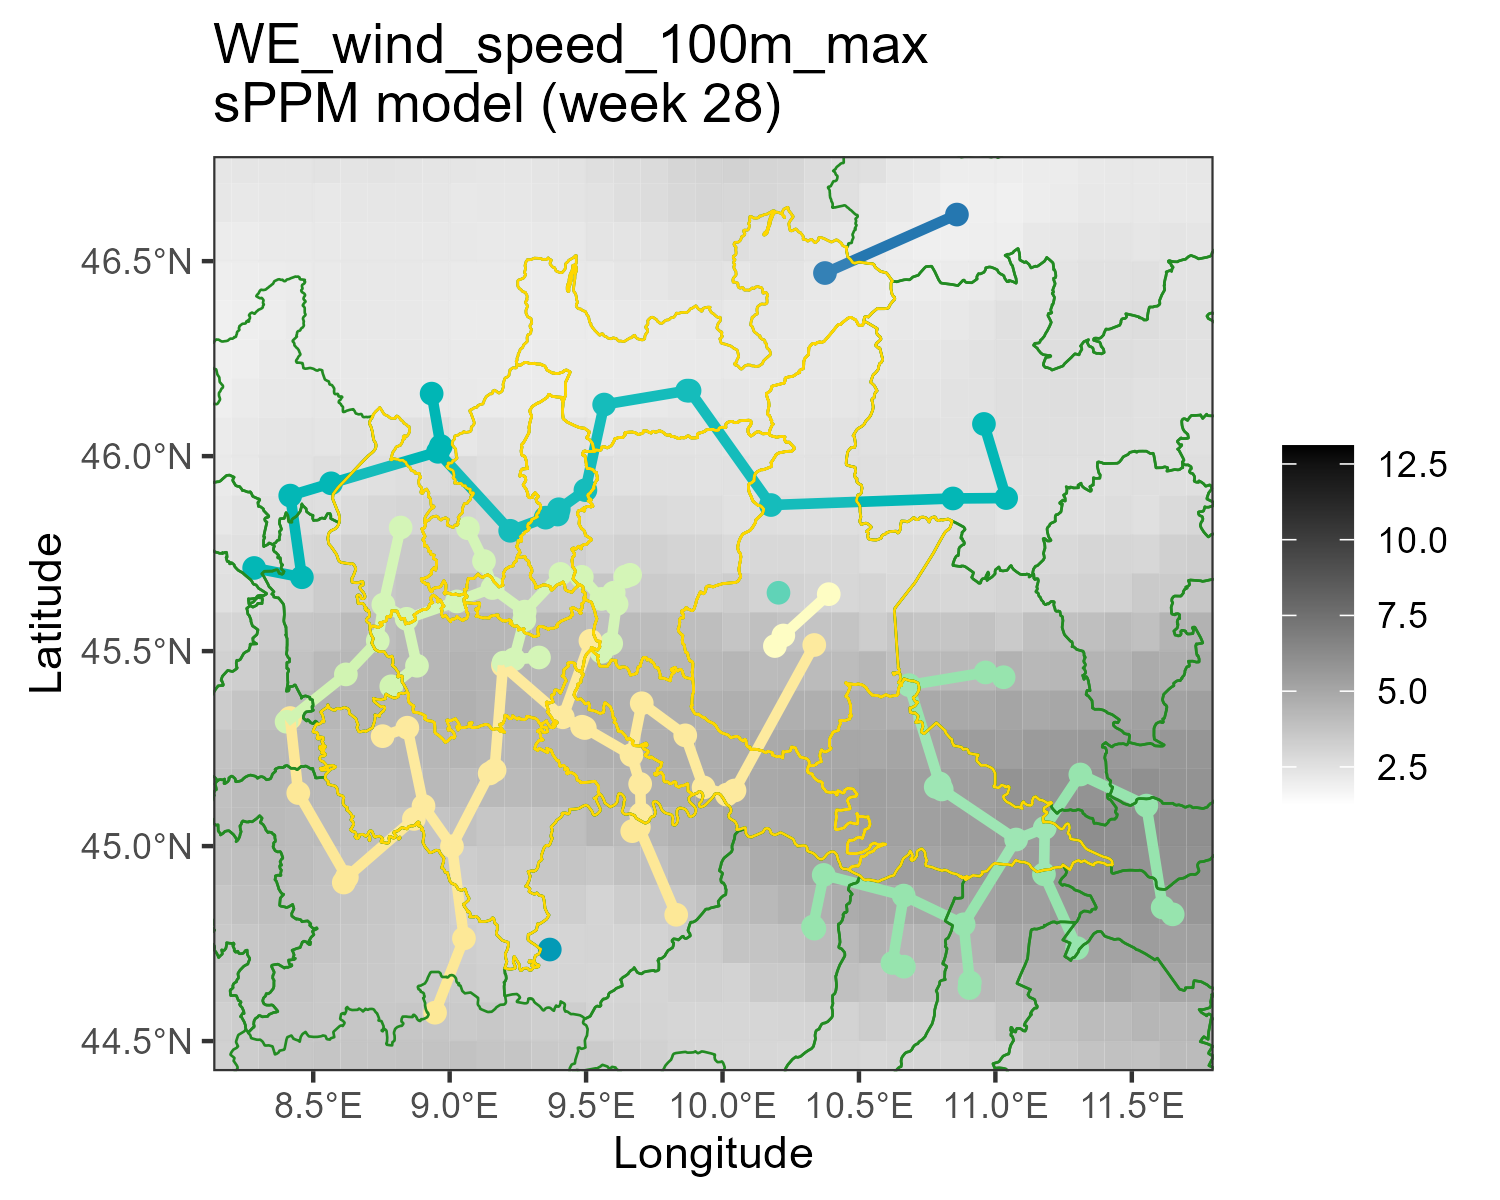 WE_wind_speed_100m_max
sPPM model (week 28)
46.5°N
46.0°N
45.5°N
45.0°N
44.5°N
Latitude
8.5°E 9.0°E 9.5°E 10.0°E 10.5°E 11.0°E 11.5°E
Longitude
12.5
10.0
7.5
5.0
2.5